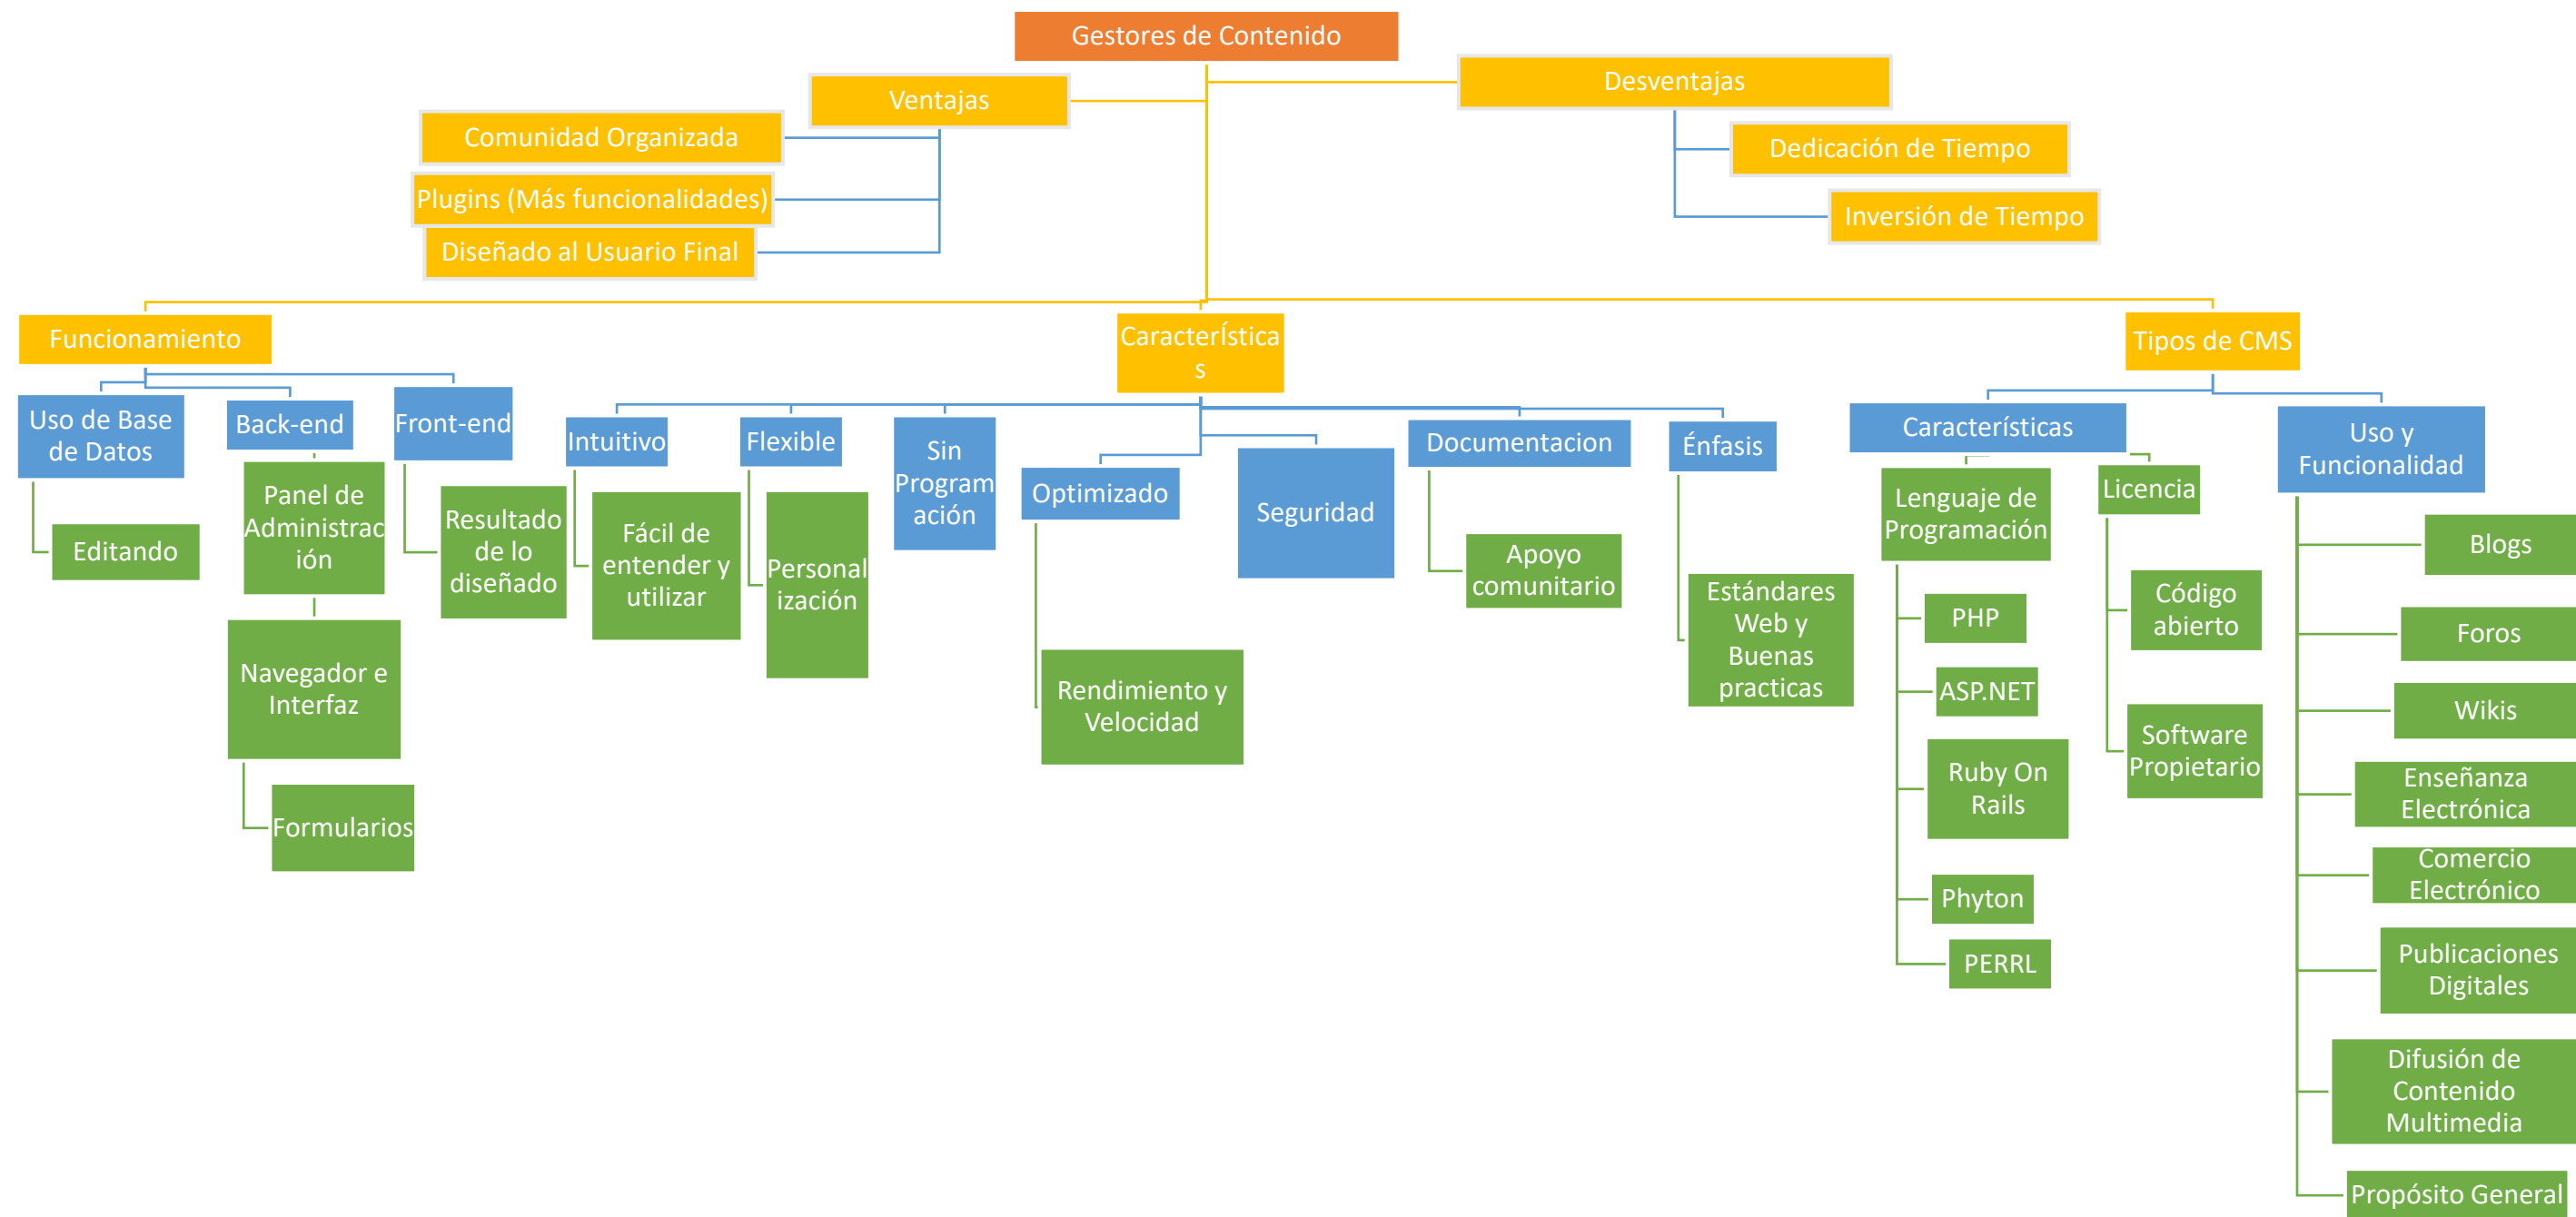 Gestores de Contenido
Ventajas
Desventajas
Comunidad Organizada
Plugins (Más funcionalidades)
Diseñado al Usuario Final
Dedicación de Tiempo
Inversión de Tiempo
Funcionamiento
CaracterÍstica
s
Tipos de CMS
Uso de Base
de Datos
Editando
Back-end
Panel de
Administrac
ión
Navegador e
Interfaz
Formularios
Front-end
Resultado
de lo
diseñado
Intuitivo
Fácil de
entender y
utilizar
Flexible
Personal
ización
Sin
Program
ación
Optimizado
Rendimiento y
Velocidad
Seguridad
Documentacion
Apoyo
comunitario
Énfasis
Estándares
Web y
Buenas
practicas
Características
Lenguaje de
Programación
PHP
ASP.NET
Ruby On
Rails
Phyton
PERRL
Licencia
Código
abierto
Software
Propietario
Uso y
Funcionalidad
Blogs
Foros
Wikis
Enseñanza
Electrónica
Comercio
Electrónico
Publicaciones
Digitales
Difusión de
Contenido
Multimedia
Propósito General